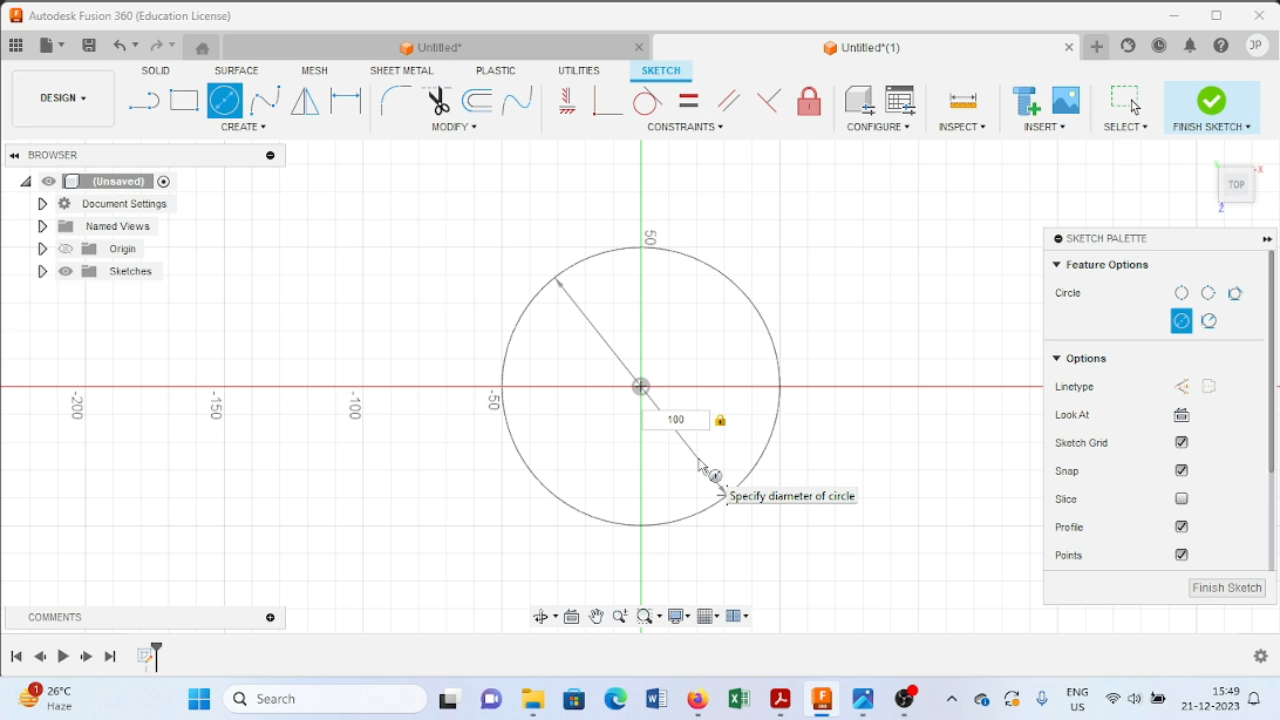 Autodesk Fusion 360 (Education License)
Untitled*
Untitled*(1)
JP
DESIGN
SOLID
SURFACE
MESH
SHEET METAL
PLASTIC
UTILITIES
SKETCH
CREATE
MODIFY
CONSTRAINTS
CONFIGURE
INSPECT
INSERT
SELECT
FINISH SKETCH
BROWSER
(Unsaved)
Document Settings
Named Views
Origin
Sketches
TOP
X
Z
50
-200
-150
-100
-50
100
Specify diameter of circle
SKETCH PALETTE
Feature Options
Circle
Options
Linetype
Look At
Sketch Grid
Snap
Slice
Profile
Points
Finish Sketch
COMMENTS
1
26°C
Haze
Search
ENG
US
15:49
21-12-2023